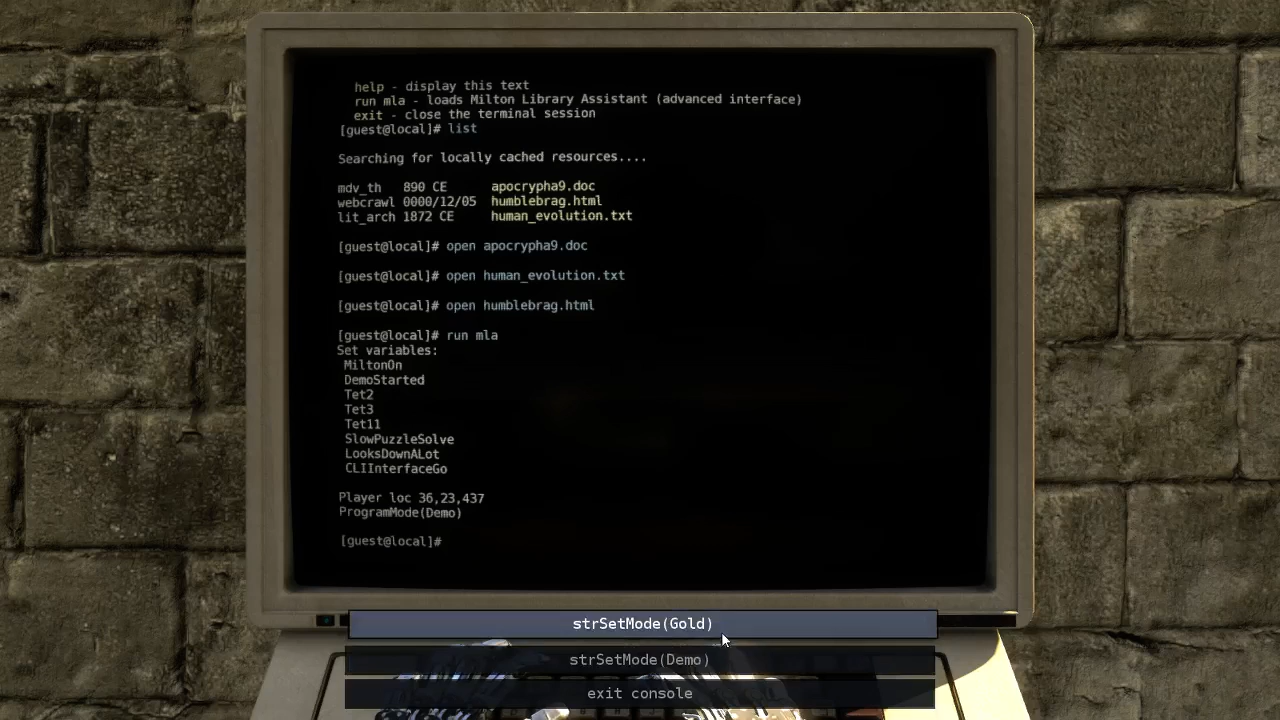 help - display this text
run mla - loads Milton Library Assistant (advanced interface)
exit - close the terminal session
[guest@local]# list
Searching for locally cached resources....
mdv_th 890 CE apocrypha9.doc
webcrawl 0000/12/05 humblebrag.html
lit_arch 1872 CE human_evolution.txt
[guest@local]# open apocrypha9.doc
[guest@local]# open human_evolution.txt
[guest@local]# open humblebrag.html
[guest@local]# run mla
Set variables:
MiltonOn
DemoStarted
Tet2
Tet3
Tet11
SlowPuzzleSolve
LooksDownALot
CLIInterfaceGo
Player loc 36,23,437
ProgramMode(Demo)
[guest@local]#
strSetMode(Gold)
strSetMode(Demo)
exit console